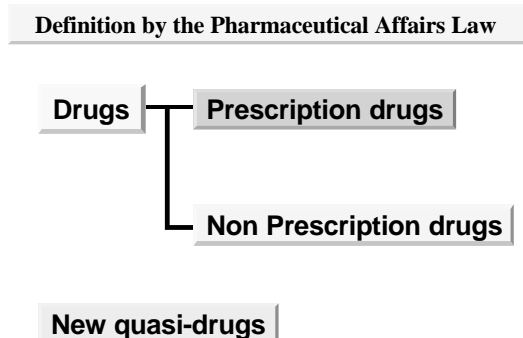 Definition by the Pharmaceutical Affairs Law
Drugs
Prescription drugs
Non Prescription drugs
New quasi-drugs